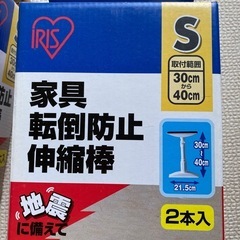 IRIS
S
取付範囲
30cm
から
40cm
家具
転倒防止
伸縮棒
30cm
〜
40cm
21.5cm
地震
に備えて
2本入